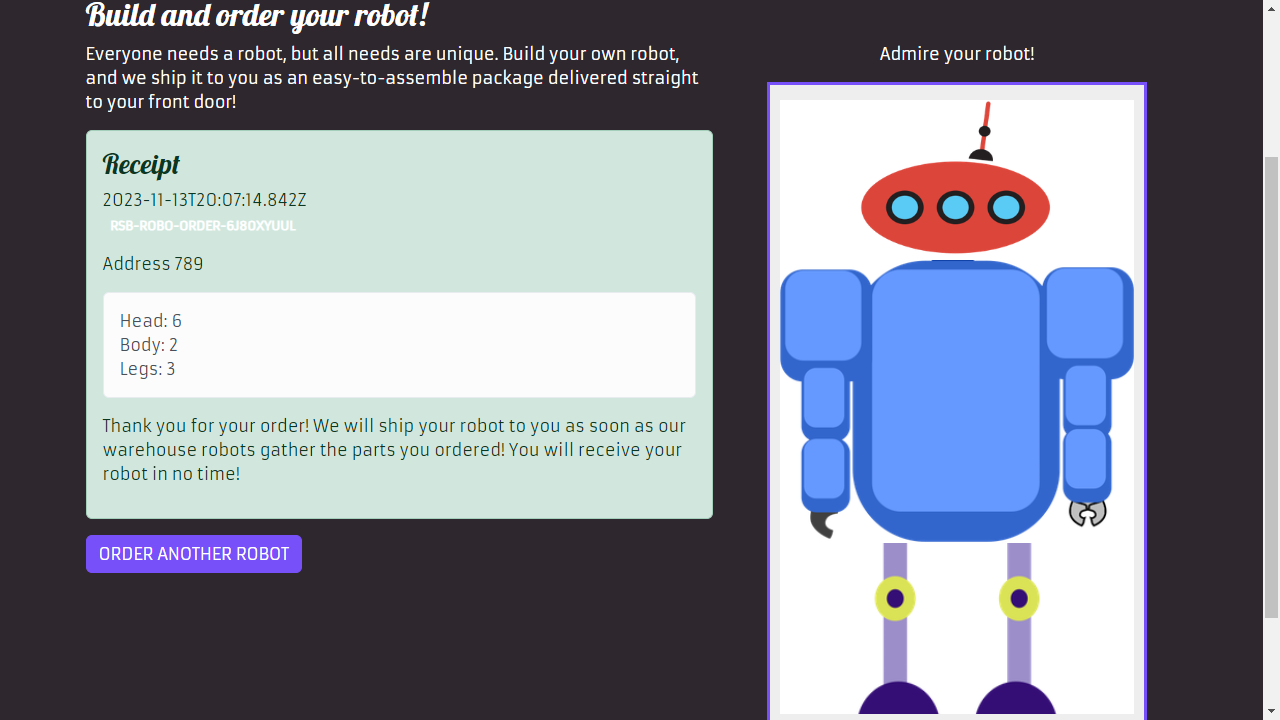 Build and order your robot!
Everyone needs a robot, but all needs are unique. Build your own robot,
and we ship it to you as an easy-to-assemble package delivered straight
to your front door!
Admire your robot!
Receipt
2023-11-13T20:07:14.842Z
RSB-ROBO-ORDER-6J8OXYUUL
Address 789
Head: 6
Body: 2
Legs: 3
Thank you for your order! We will ship your robot to you as soon as our
warehouse robots gather the parts you ordered! You will receive your
robot in no time!
ORDER ANOTHER ROBOT